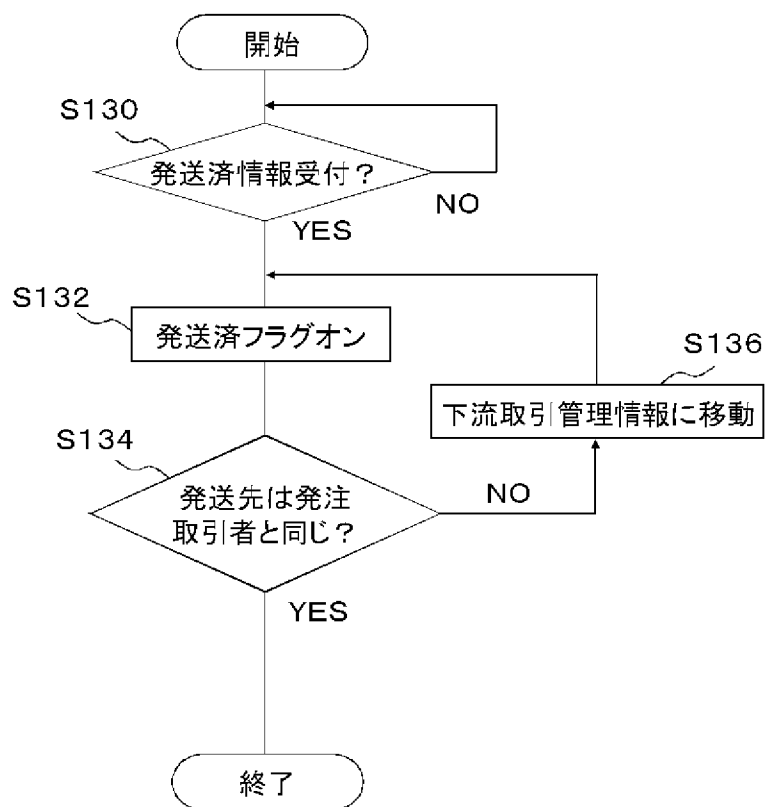 開始
S130
発送済情報受付？
NO
YES
S132
発送済フラグオン
S136
下流取引管理情報に移動
S134
発送先は発注
取引者と同じ？
NO
YES
終了